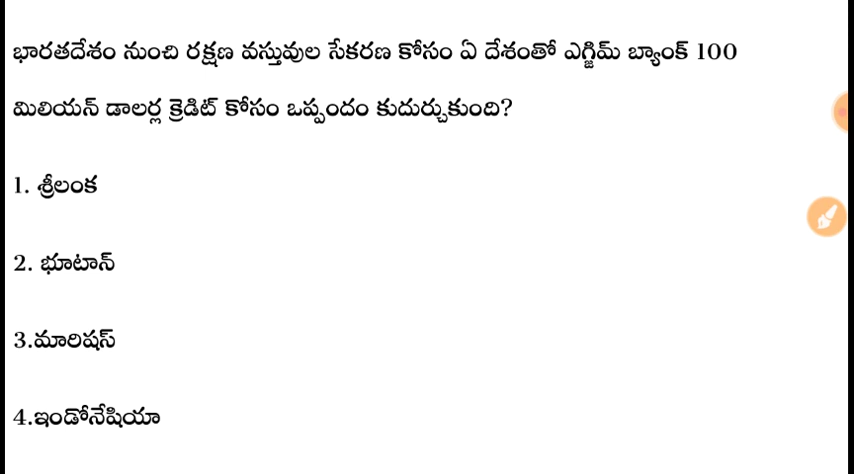 భారతదేశం నుంచి రక్షణ వస్తువుల సేకరణ కోసం ఏ దేశంతో ఎగ్జిమ్ బ్యాంక్ 100
మిలియన్ డాలర్ల క్రెడిట్ కోసం ఒప్పందం కుదుర్చుకుంది?
1. శ్రీలంక
2. భూటాన్
3.మారిషస్
4.ఇండోనేషియా